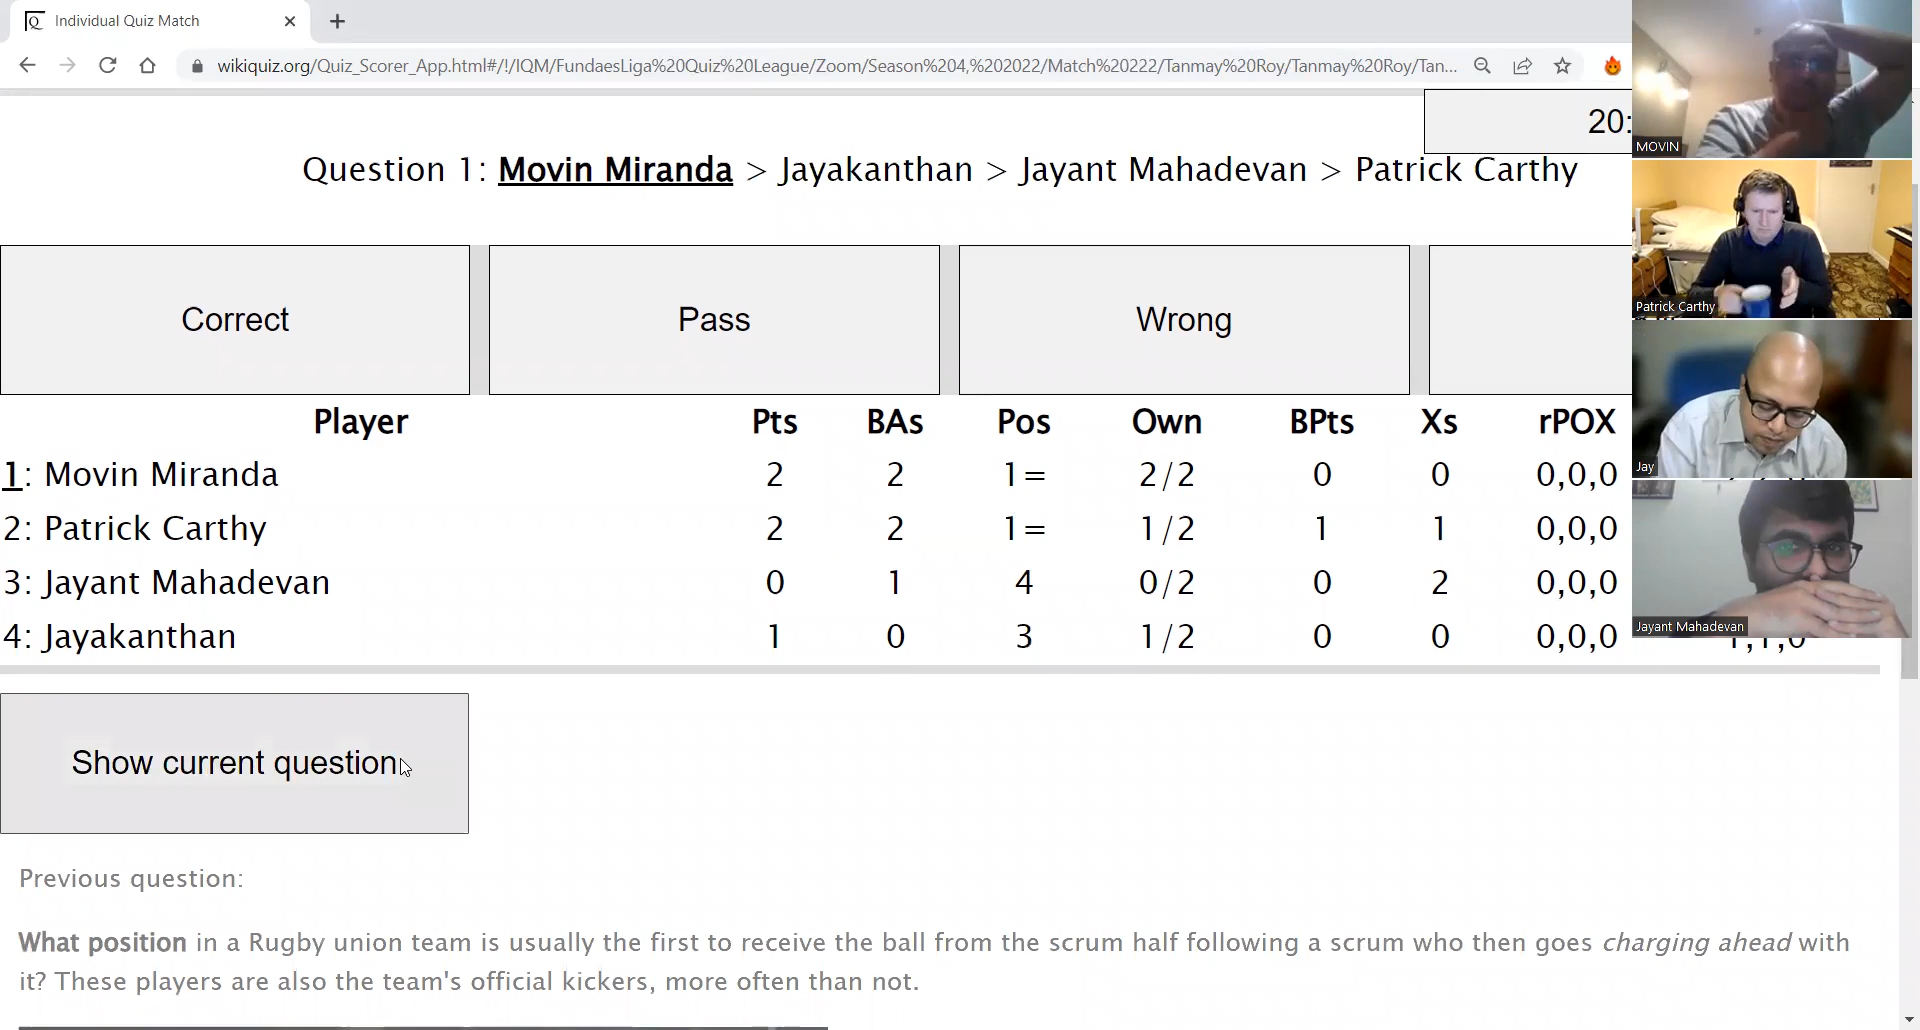 Individual Quiz Match
wikiquiz.org/Quiz_Scorer_App.html#/!/IQM/FundaesLiga%20Quiz%20League/Zoom/Season%204,%202022/Match%20222/Tanmay%20Roy/Tanmay%20Roy/Tan...
20:
Question 1: Movin Miranda > Jayakanthan > Jayant Mahadevan > Patrick Carthy
Correct
Pass
Wrong
Player Pts BAs Pos Own BPts Xs rPOX
1: Movin Miranda 2 2 1= 2/2 0 0 0,0,0
2: Patrick Carthy 2 2 1= 1/2 1 1 0,0,0
3: Jayant Mahadevan 0 1 4 0/2 0 2 0,0,0
4: Jayakanthan 1 0 3 1/2 0 0 0,0,0 1,1,0
Show current question
Previous question:
What position in a Rugby union team is usually the first to receive the ball from the scrum half following a scrum who then goes charging ahead with
it? These players are also the team's official kickers, more often than not.
MOVIN
Patrick Carthy
Jay
Jayant Mahadevan